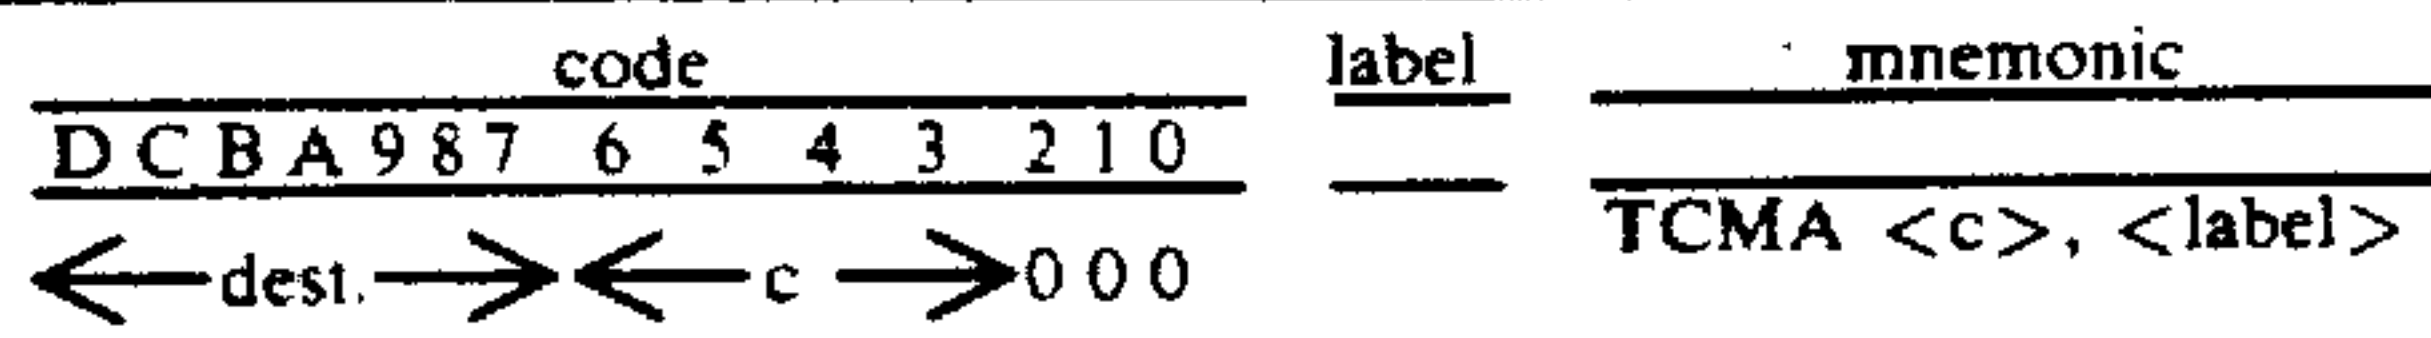 code label mnemonic
D C B A 9 8 7 6 5 4 3 2 1 0
TCMA <c>, <label>
dest. c 0 0 0